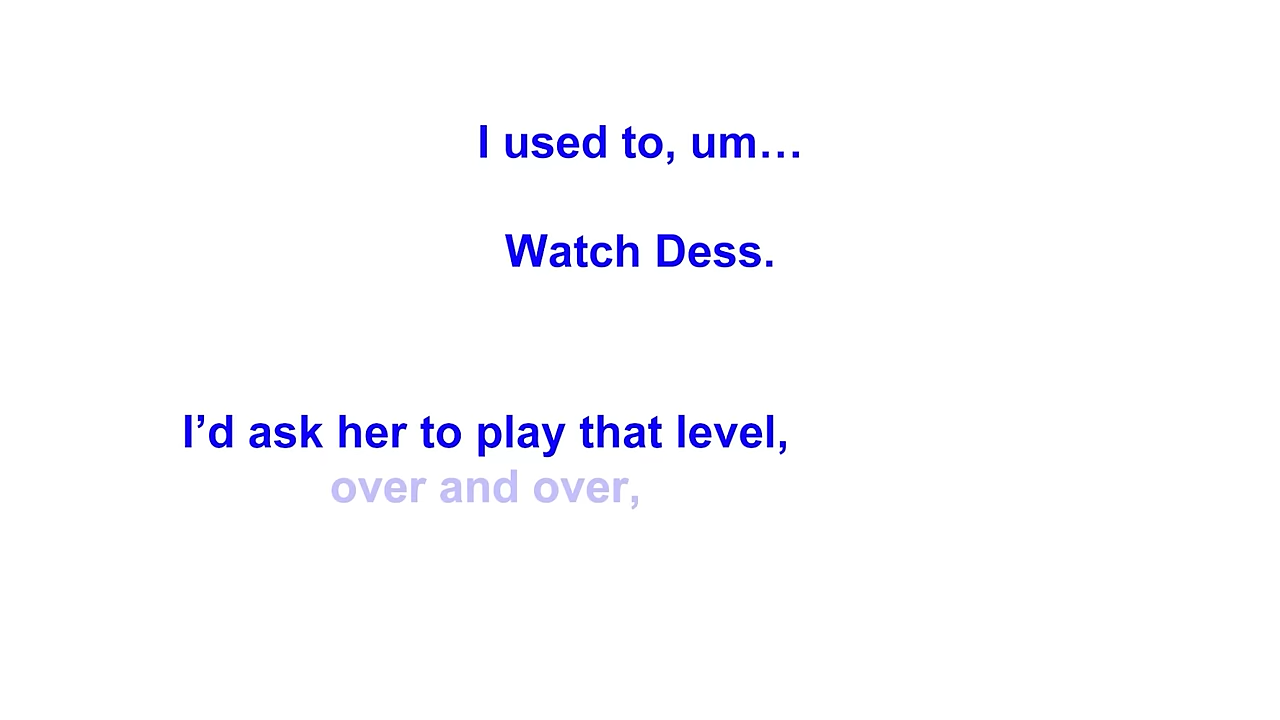 I used to, um…
Watch Dess.
I’d ask her to play that level,
over and over,